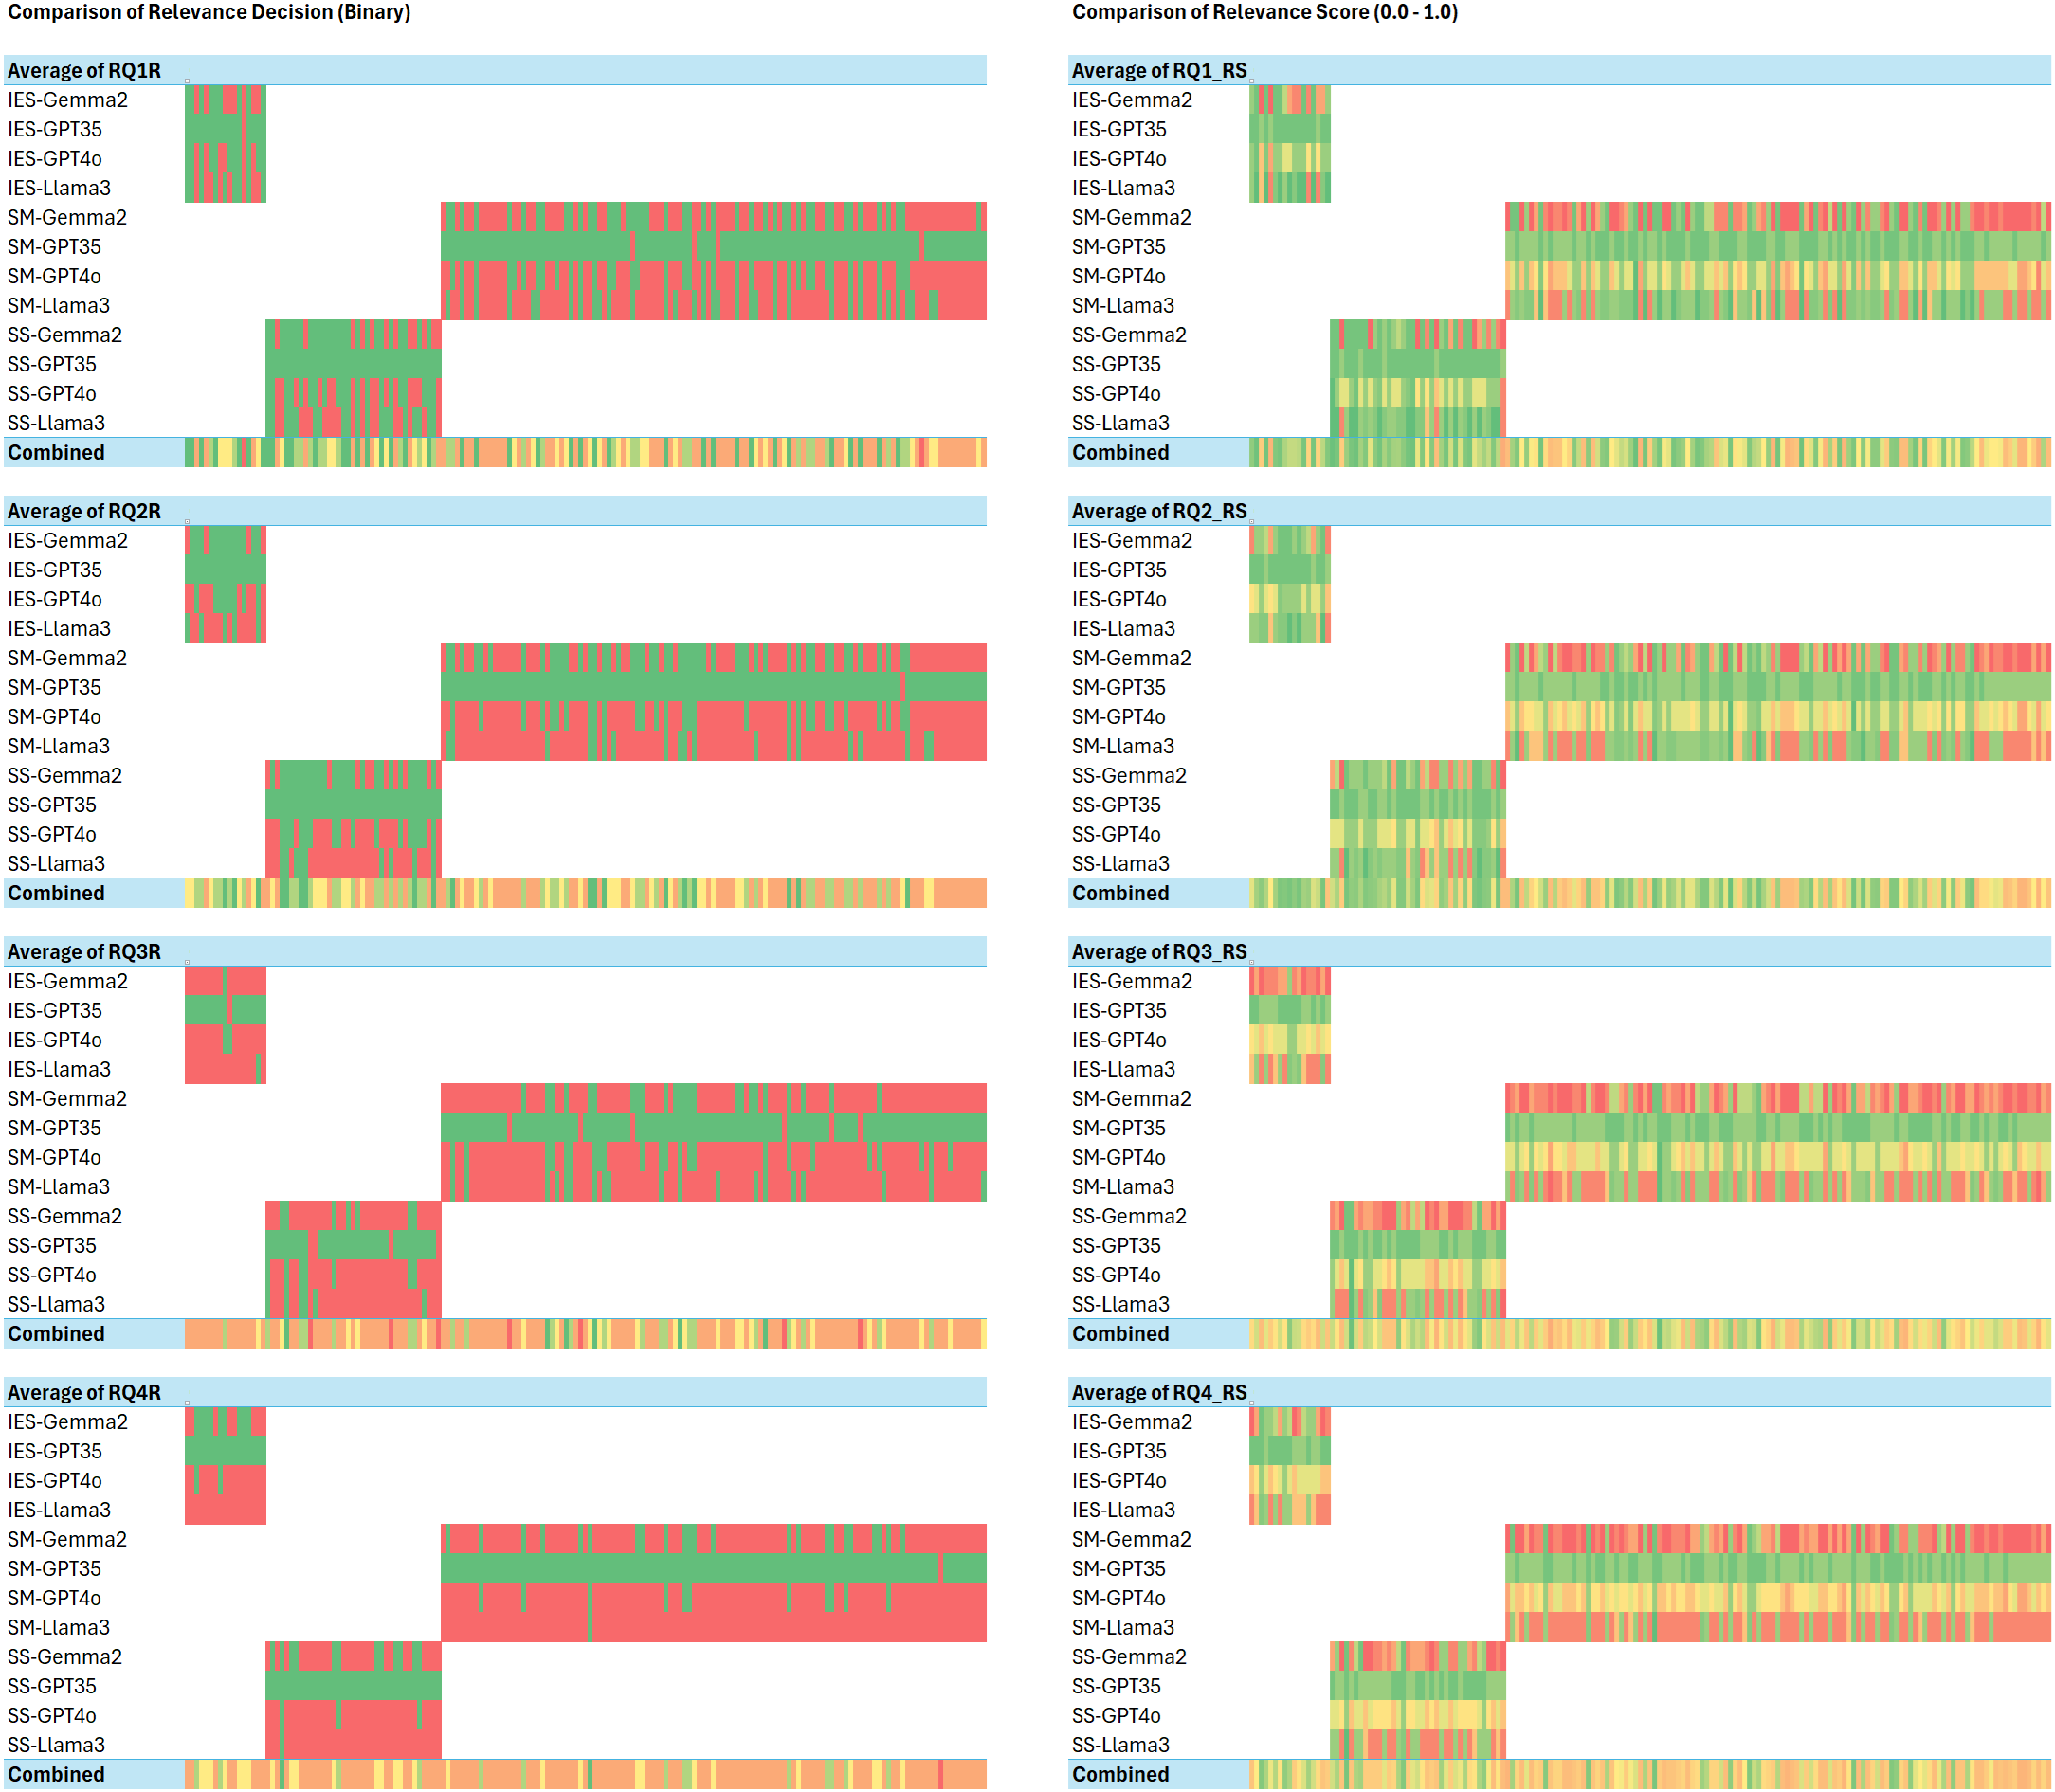 Comparison of Relevance Decision (Binary)
Average of RQ1R
IES-Gemma2
IES-GPT35
IES-GPT4o
IES-Llama3
SM-Gemma2
SM-GPT35
SM-GPT4o
SM-Llama3
SS-Gemma2
SS-GPT35
SS-GPT4o
SS-Llama3
Combined
Average of RQ2R
IES-Gemma2
IES-GPT35
IES-GPT4o
IES-Llama3
SM-Gemma2
SM-GPT35
SM-GPT4o
SM-Llama3
SS-Gemma2
SS-GPT35
SS-GPT4o
SS-Llama3
Combined
Average of RQ3R
IES-Gemma2
IES-GPT35
IES-GPT4o
IES-Llama3
SM-Gemma2
SM-GPT35
SM-GPT4o
SM-Llama3
SS-Gemma2
SS-GPT35
SS-GPT4o
SS-Llama3
Combined
Average of RQ4R
IES-Gemma2
IES-GPT35
IES-GPT4o
IES-Llama3
SM-Gemma2
SM-GPT35
SM-GPT4o
SM-Llama3
SS-Gemma2
SS-GPT35
SS-GPT4o
SS-Llama3
Combined
Comparison of Relevance Score (0.0 - 1.0)
Average of RQ1_RS
IES-Gemma2
IES-GPT35
IES-GPT4o
IES-Llama3
SM-Gemma2
SM-GPT35
SM-GPT4o
SM-Llama3
SS-Gemma2
SS-GPT35
SS-GPT4o
SS-Llama3
Combined
Average of RQ2_RS
IES-Gemma2
IES-GPT35
IES-GPT4o
IES-Llama3
SM-Gemma2
SM-GPT35
SM-GPT4o
SM-Llama3
SS-Gemma2
SS-GPT35
SS-GPT4o
SS-Llama3
Combined
Average of RQ3_RS
IES-Gemma2
IES-GPT35
IES-GPT4o
IES-Llama3
SM-Gemma2
SM-GPT35
SM-GPT4o
SM-Llama3
SS-Gemma2
SS-GPT35
SS-GPT4o
SS-Llama3
Combined
Average of RQ4_RS
IES-Gemma2
IES-GPT35
IES-GPT4o
IES-Llama3
SM-Gemma2
SM-GPT35
SM-GPT4o
SM-Llama3
SS-Gemma2
SS-GPT35
SS-GPT4o
SS-Llama3
Combined